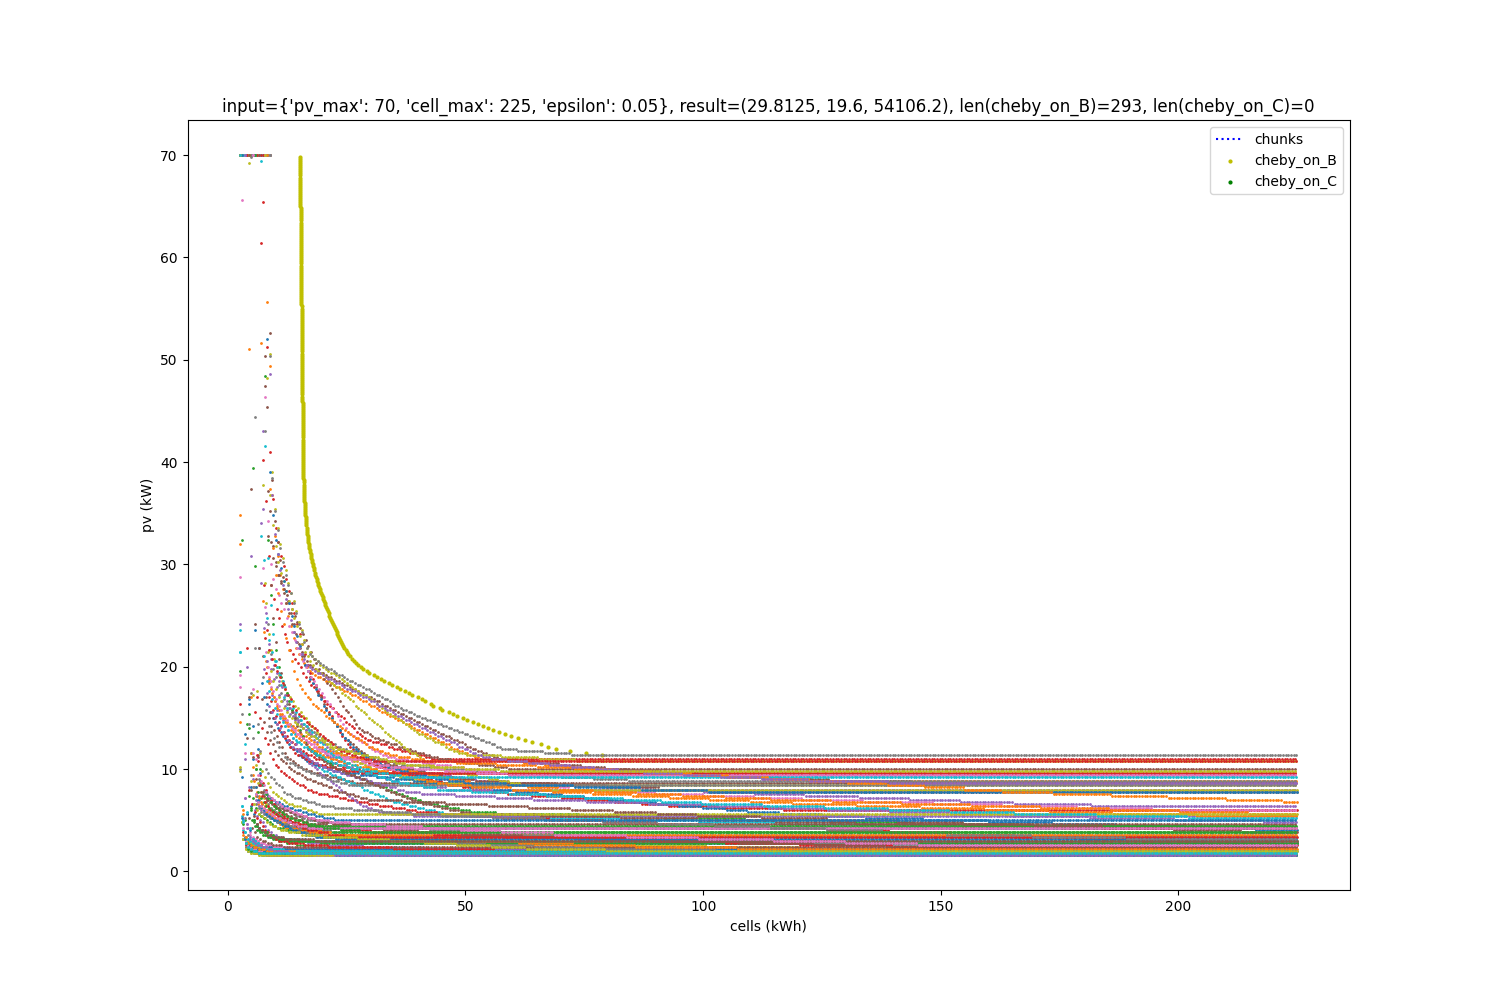 input={'pv_max': 70, 'cell_max': 225, 'epsilon': 0.05}, result=(29.8125, 19.6, 54106.2), len(cheby_on_B)=293, len(cheby_on_C)=0
chunks
cheby_on_B
cheby_on_C
70
60
50
40
30
20
10
0
pv (kW)
0 50 100 150 200
cells (kWh)